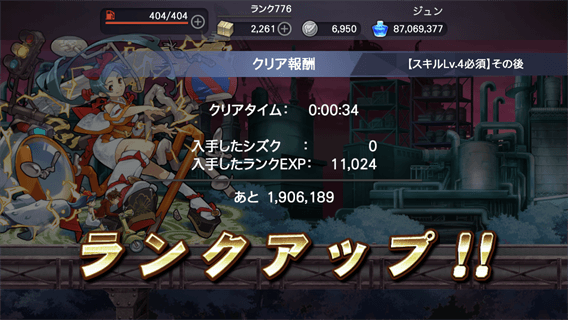 ランク776
404/404
2,261
6,950
ジュン
87,069,377
クリア報酬
【スキルLv.4必須】その後
クリアタイム： 0:00:34
入手したシズク ： 0
入手したランクEXP： 11,024
あと 1,906,189
ランクアップ!!